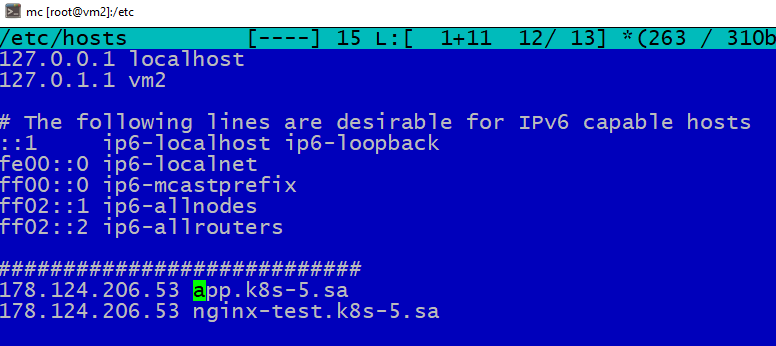 mc [root@vm2]:/etc
/etc/hosts [----] 15 L:[ 1+11 12/ 13] *(263 / 310b
127.0.0.1 localhost
127.0.1.1 vm2
# The following lines are desirable for IPv6 capable hosts
::1 ip6-localhost ip6-loopback
fe00::0 ip6-localnet
ff00::0 ip6-mcastprefix
ff02::1 ip6-allnodes
ff02::2 ip6-allrouters
############################
178.124.206.53 app.k8s-5.sa
178.124.206.53 nginx-test.k8s-5.sa